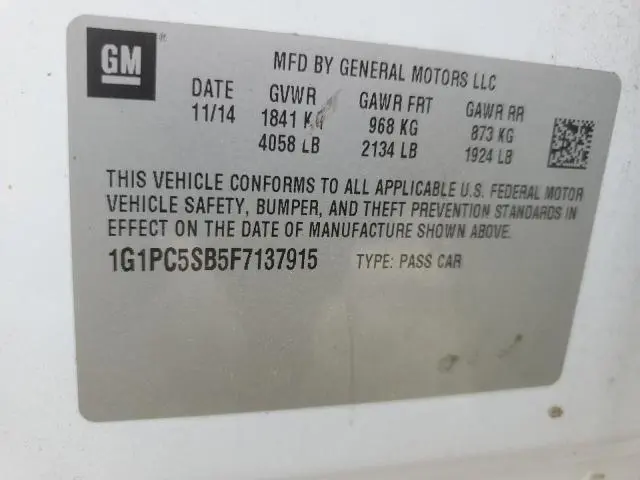 GM
MFD BY GENERAL MOTORS LLC
DATE GVWR GAWR FRT GAWR RR
11/14 1841 KG 968 KG 873 KG
4058 LB 2134 LB 1924 LB
THIS VEHICLE CONFORMS TO ALL APPLICABLE U.S. FEDERAL MOTOR
VEHICLE SAFETY, BUMPER, AND THEFT PREVENTION STANDARDS IN
EFFECT ON THE DATE OF MANUFACTURE SHOWN ABOVE.
1G1PC5SB5F7137915 TYPE: PASS CAR